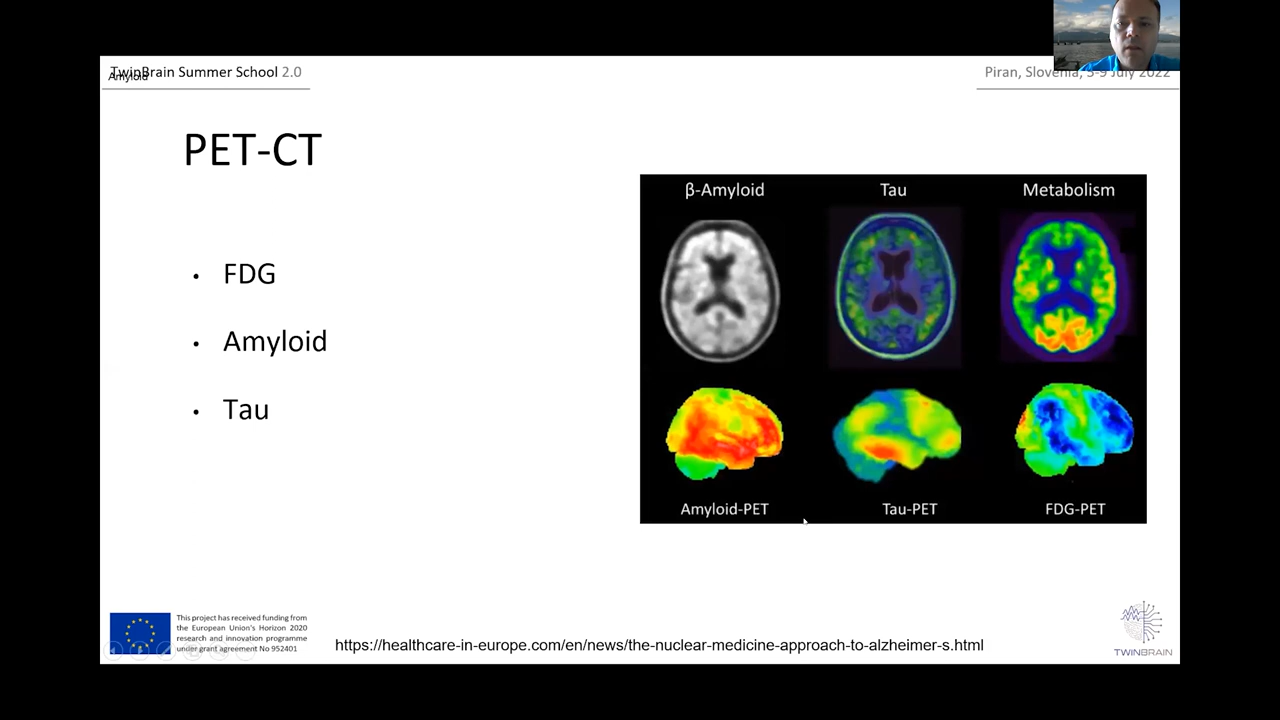 TwinBrain Summer School 2.0
Amyloid
Piran, Slovenia, 5-9 July 2022
PET-CT
• FDG
• Amyloid
• Tau
β-Amyloid Tau Metabolism
Amyloid-PET Tau-PET FDG-PET
This project has received funding from
the European Union's Horizon 2020
research and innovation programme
under grant agreement No 952401
https://healthcare-in-europe.com/en/news/the-nuclear-medicine-approach-to-alzheimer-s.html
TWINBRAIN